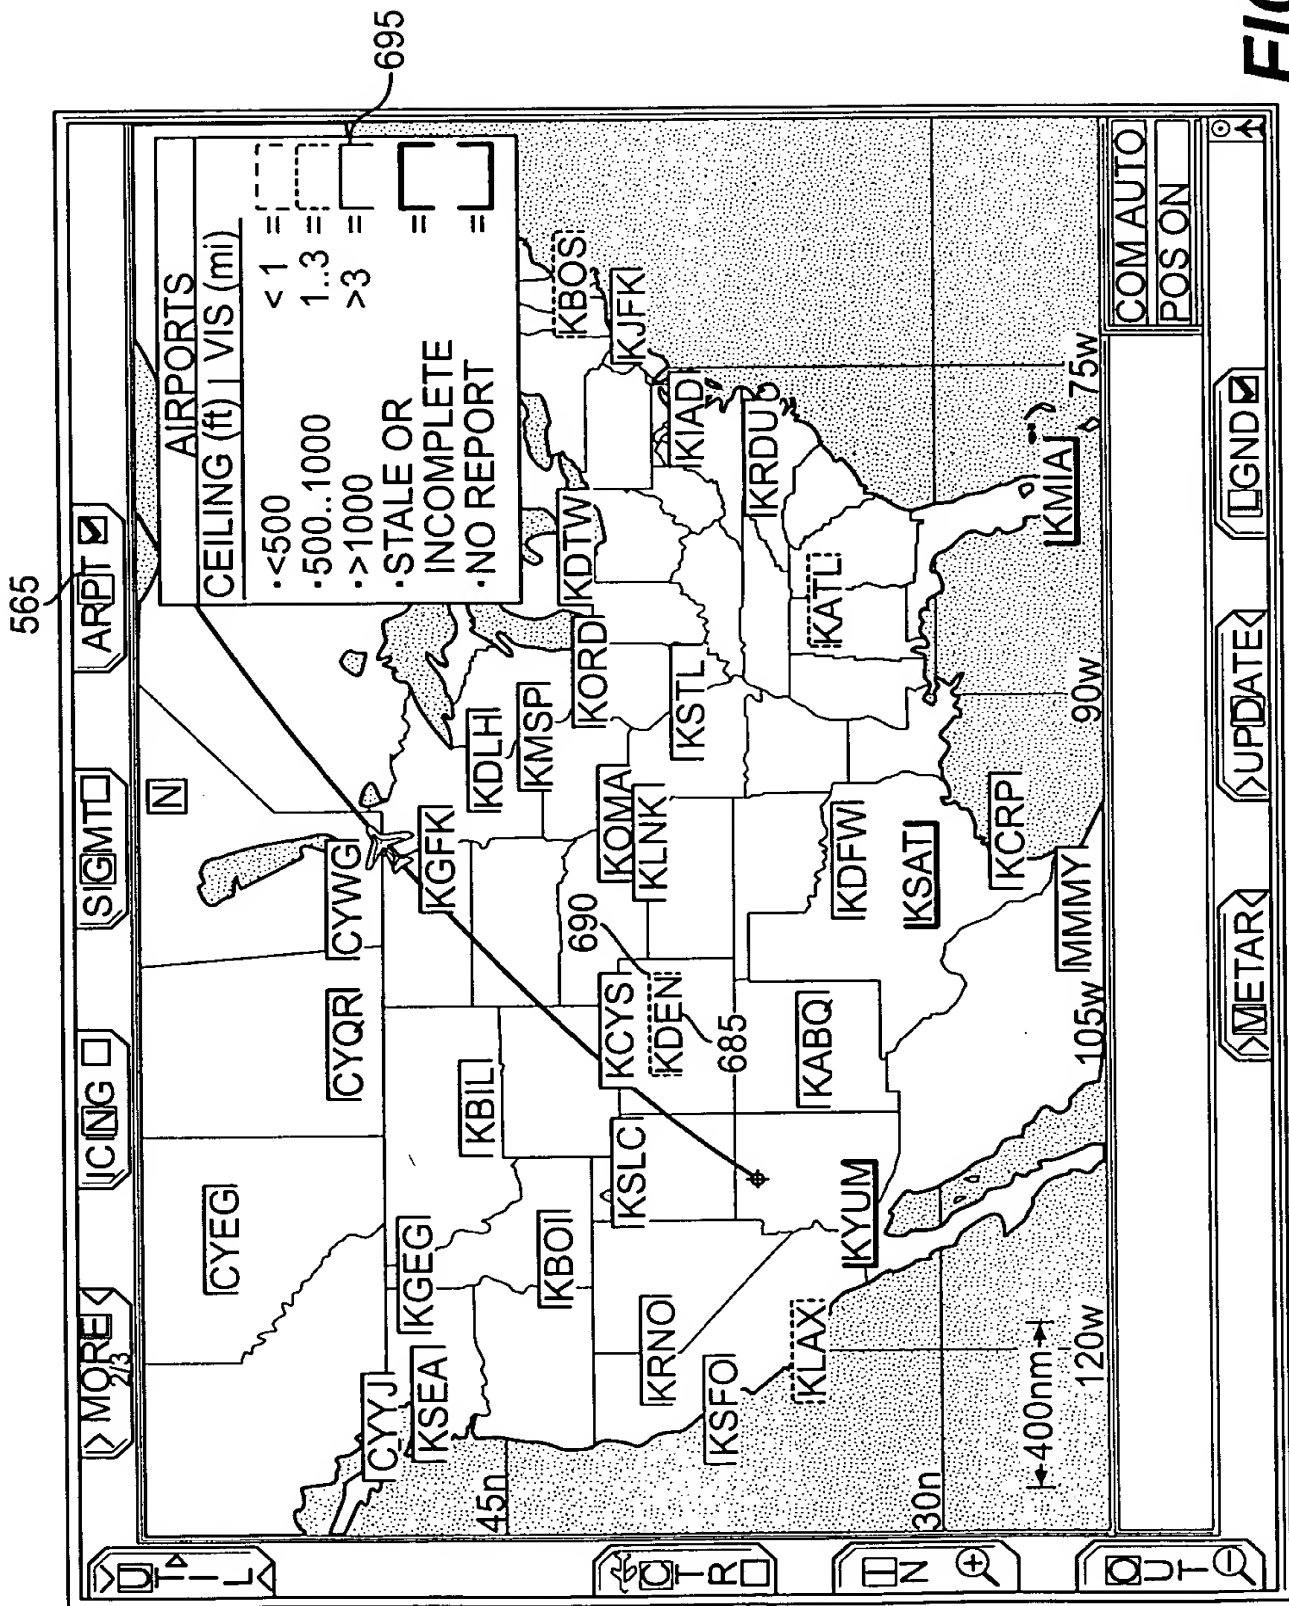 565
>MORE<
2/3
ICING
SIGMT
ARPT
>UTIL<
CTR
IN
OUT
AIRPORTS
CEILING (ft) | VIS (mi)
·<500 <1 =
·500..1000 1..3 =
·>1000 >3 =
·STALE OR
INCOMPLETE =
·NO REPORT =
695
N
CYEG
CYQR
CYWG
CYYJ
KSEA
KGEG
KGFK
KBIL
KDLH
KMSP
45n
KBOI
KDTW
KBOS
KORD
KJFK
KSLC
KCYS
690
KOMA
KLNK
KRNO
KDEN
KSTL
KIAD
685
KSFO
KRDU
KLAX
KABQ
KATL
KYUM
KDFW
KSAT
30n
KCRP
KMIA
400nm
MMMY
120w
105w
90w
75w
COM AUTO
POS ON
>METAR<
>UPDATE<
LGND